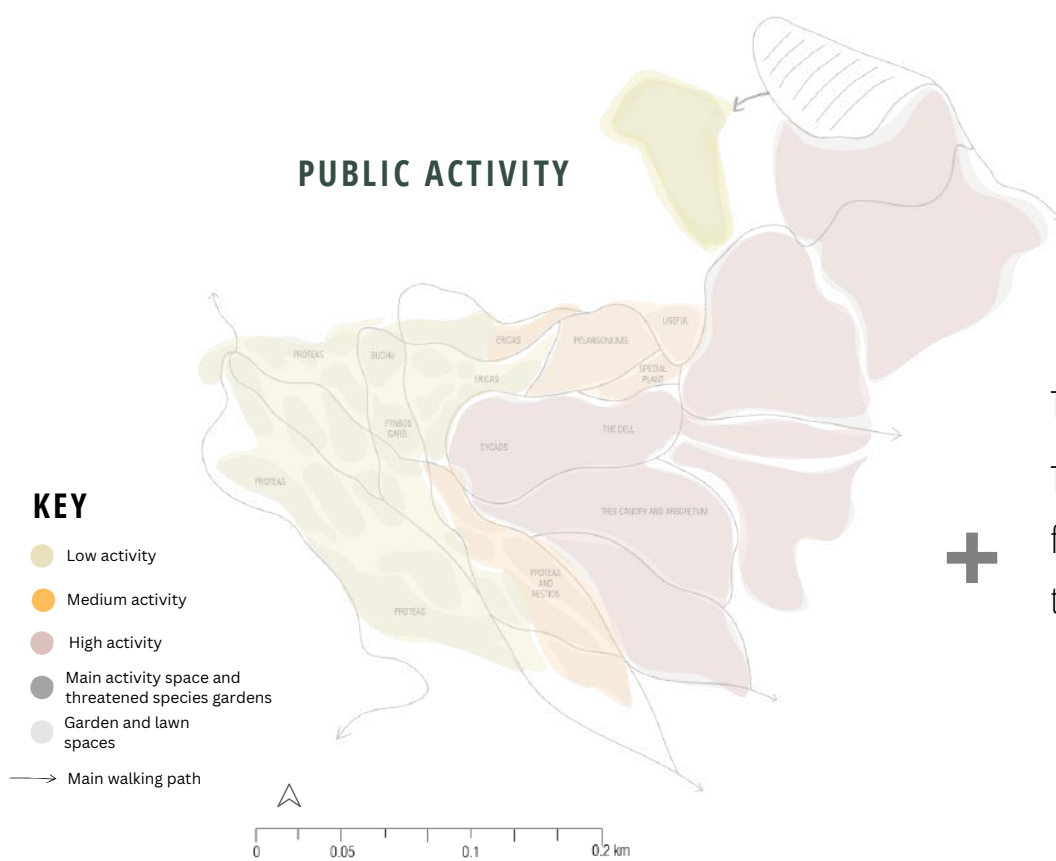 PUBLIC ACTIVITY
USEFUL
ERICAS
PELARGONIUMS
PROTEAS
BUCHU
SPECIAL
PLANT
ERICAS
FYNBOS
GARD.
THE DELL
CYCADS
PROTEAS
TREE CANOPY AND ARBORETUM
PROTEAS
AND
RESTIOS
PROTEAS
KEY
Low activity
Medium activity
High activity
Main activity space and
threatened species gardens
Garden and lawn
spaces
Main walking path
0 0.05 0.1 0.2 km